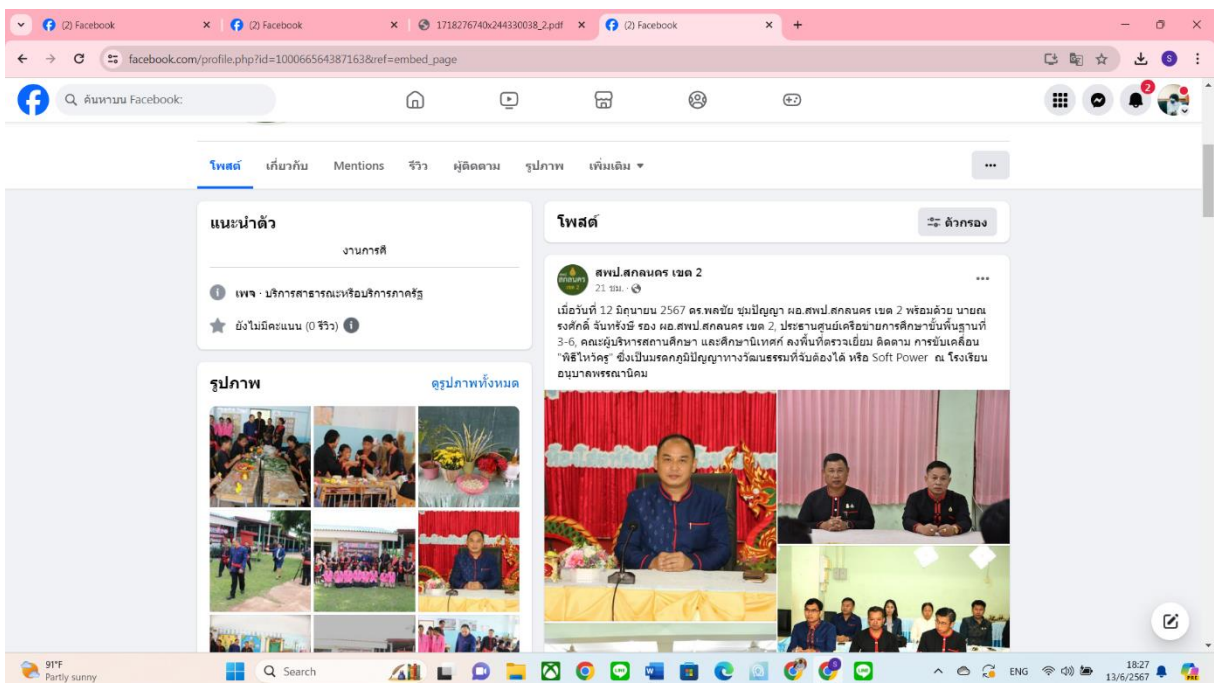 (2) Facebook
(2) Facebook
1718276740x244330038_2.pdf
(2) Facebook
facebook.com/profile.php?id=100066564387163&ref=embed_page
S
ค้นหาบน Facebook:
2
โพสต์ เกี่ยวกับ Mentions รีวิว ผู้ติดตาม รูปภาพ เพิ่มเติม
แนะนำตัว
งานการดี
เพจ · บริการสาธารณะหรือบริการภาครัฐ
ยังไม่มีคะแนน (0 รีวิว)
รูปภาพ
ดูรูปภาพทั้งหมด
โพสต์
ตัวกรอง
สพป.สกลนคร เขต 2
21 ชม. ·
เมื่อวันที่ 12 มิถุนายน 2567 ดร.พลชัย ชุมปัญญา ผอ.สพป.สกลนคร เขต 2 พร้อมด้วย นายณ
รงศักดิ์ จันทรังษี รอง ผอ.สพป.สกลนคร เขต 2, ประธานศูนย์เครือข่ายการศึกษาขั้นพื้นฐานที่
3-6, คณะผู้บริหารสถานศึกษา และศึกษานิเทศก์ ลงพื้นที่ตรวจเยี่ยม ติดตาม การขับเคลื่อน
"พิธีไหว้ครู" ซึ่งเป็นมรดกภูมิปัญญาทางวัฒนธรรมที่จับต้องได้ หรือ Soft Power ณ โรงเรียน
อนุบาลพรรณานิคม
91°F
Partly sunny
Search
ENG
18:27
13/6/2567
PRE